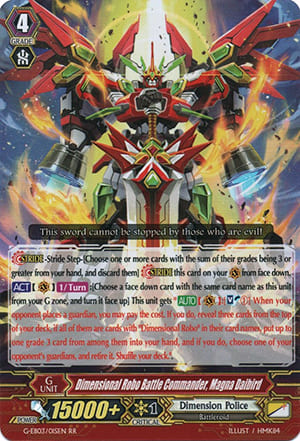 4
GRADE
This sword cannot be stopped by those who are evil!
STRIDE -Stride Step-[Choose one or more cards with the sum of their grades being 3 or
greater from your hand, and discard them] STRIDE this card on your from face down.
ACT 1/Turn :[Choose a face down card with the same card name as this unit
from your G zone, and turn it face up] This unit gets "AUTO : When your
opponent places a guardian, you may pay the cost. If you do, reveal three cards from the top
of your deck, if all of them are cards with "Dimensional Robo" in their card names, put up to
one grade 3 card from among them into your hand, and if you do, choose one of your
opponent's guardians, and retire it. Shuffle your deck.".
G UNIT
Dimensional Robo Battle Commander, Magna Daibird
POWER
15000+
1
CRITICAL
Dimension Police
Battleroid
G-EB03/015EN RR
ILLUST / HMK84